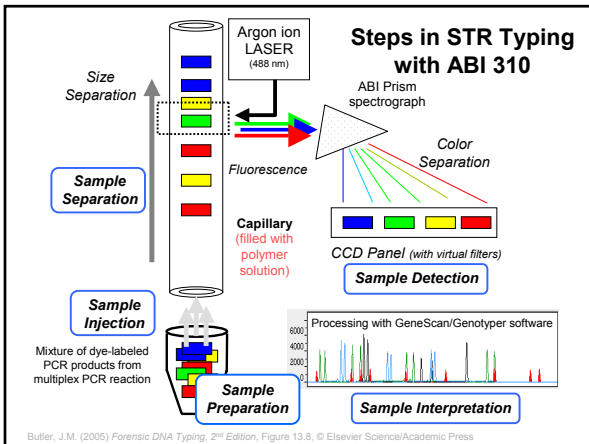 Steps in STR Typing
with ABI 310
Argon ion
LASER
(488 nm)
Size
Separation
ABI Prism
spectrograph
Color
Separation
Fluorescence
Sample
Separation
Capillary
(filled with
polymer
solution)
CCD Panel (with virtual filters)
Sample Detection
Sample
Injection
Mixture of dye-labeled
PCR products from
multiplex PCR reaction
Sample
Preparation
Processing with GeneScan/Genotyper software
6000
4000
2000
0
Sample Interpretation
Butler, J.M. (2005) Forensic DNA Typing, 2nd Edition, Figure 13.8, © Elsevier Science/Academic Press